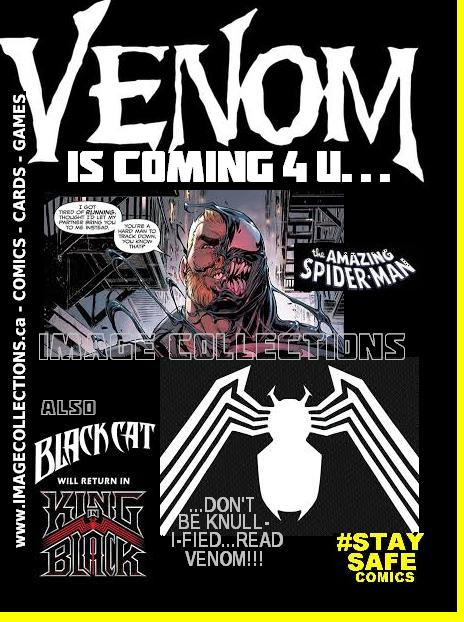 VENOM
IS COMING 4 U...
www.IMAGECOLLECTIONS.ca - COMICS - CARDS - GAMES
I GOT
TIRED OF RUNNING.
THOUGHT I'D LET MY
PARTNER BRING YOU
TO ME INSTEAD.
YOU'RE A
HARD MAN TO
TRACK DOWN,
YOU KNOW
THAT?
the AMAZING
SPIDER-MAN
IMAGE COLLECTIONS
ALSO
BLACK CAT
WILL RETURN IN
KING
IN
BLACK
...DON'T
BE KNULL-
I-FIED...READ
VENOM!!!
#STAY
SAFE
COMICS